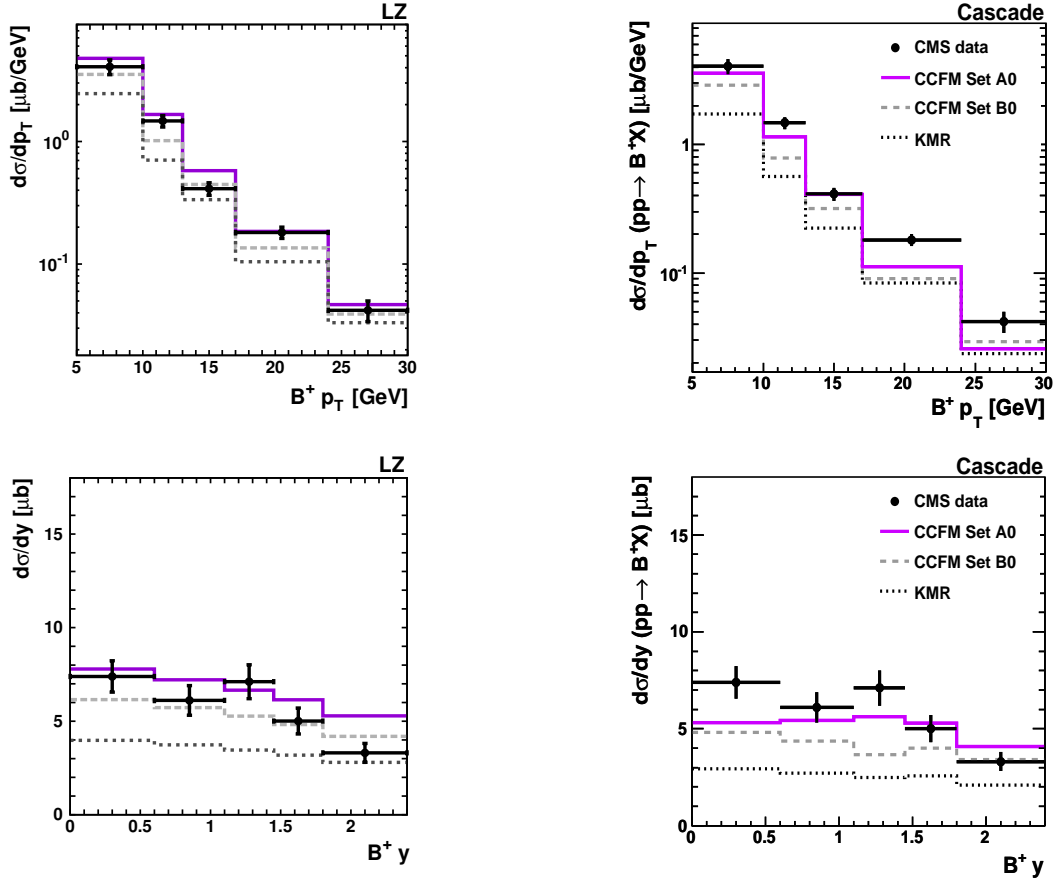 LZ
dσ/dp_T [μb/GeV]
10^0
10^-1
5 10 15 20 25 30
B^+ p_T [GeV]
Cascade
dσ/dp_T (pp→ B^+X) [μb/GeV]
CMS data
CCFM Set A0
CCFM Set B0
KMR
1
10^-1
5 10 15 20 25 30
B^+ p_T [GeV]
LZ
dσ/dy [μb]
15
10
5
0
0 0.5 1 1.5 2
B^+ y
Cascade
dσ/dy (pp→ B^+X) [μb]
CMS data
CCFM Set A0
CCFM Set B0
KMR
15
10
5
0
0 0.5 1 1.5 2
B^+ y